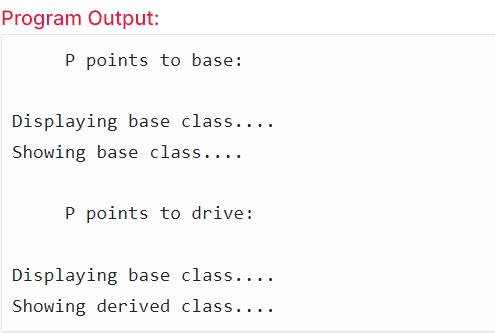 Program Output:
P points to base:
Displaying base class....
Showing base class....
P points to drive:
Displaying base class....
Showing derived class....